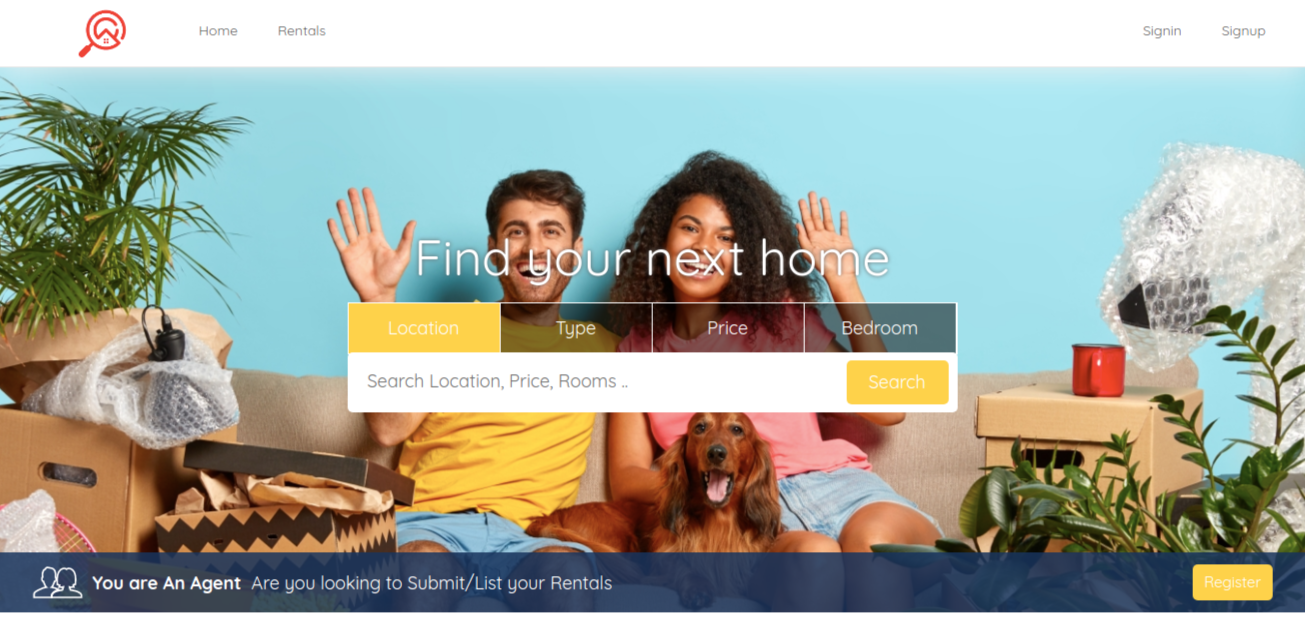 Home Rentals Signin Signup
Find your next home
Location Type Price Bedroom
Search Location, Price, Rooms .. Search
You are An Agent Are you looking to Submit/List your Rentals Register